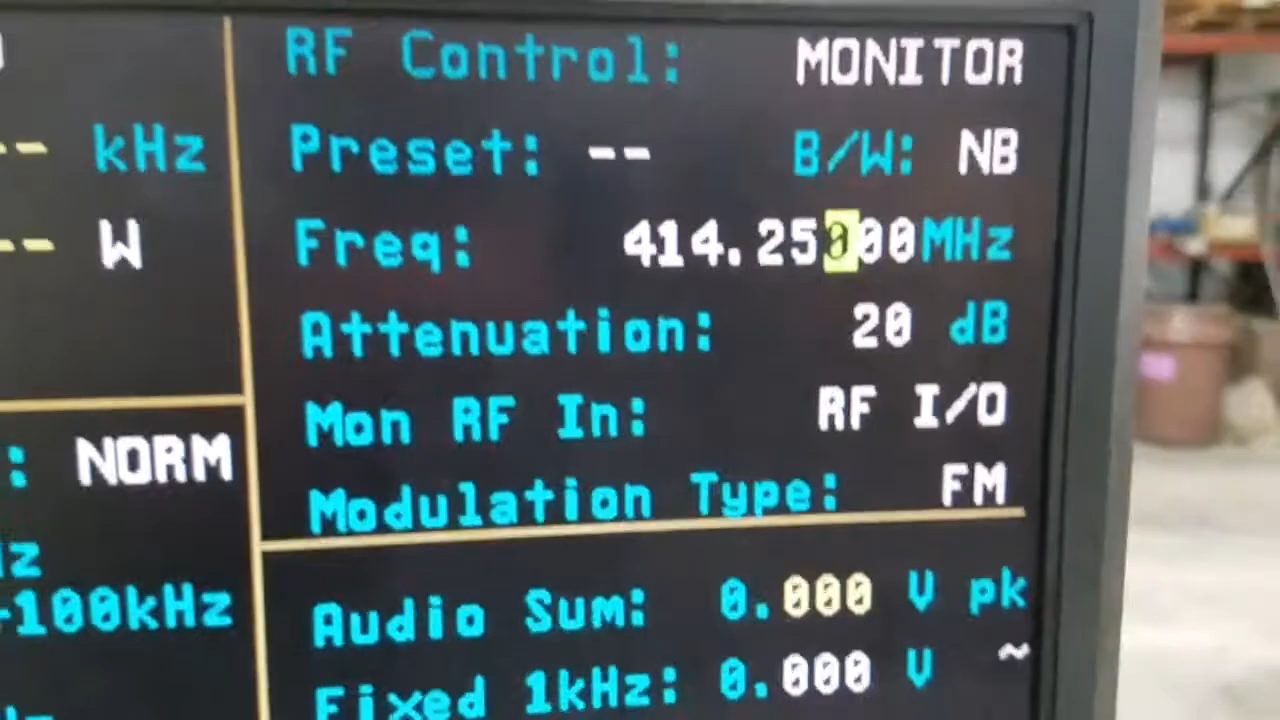 RF Control: MONITOR
-- kHz
Preset: -- B/W: NB
-- W
Freq: 414.25000MHz
Attenuation: 20 dB
Mon RF In: RF I/O
: NORM
Modulation Type: FM
z
+100kHz
Audio Sum: 0.000 V pk
Fixed 1kHz: 0.000 V ~